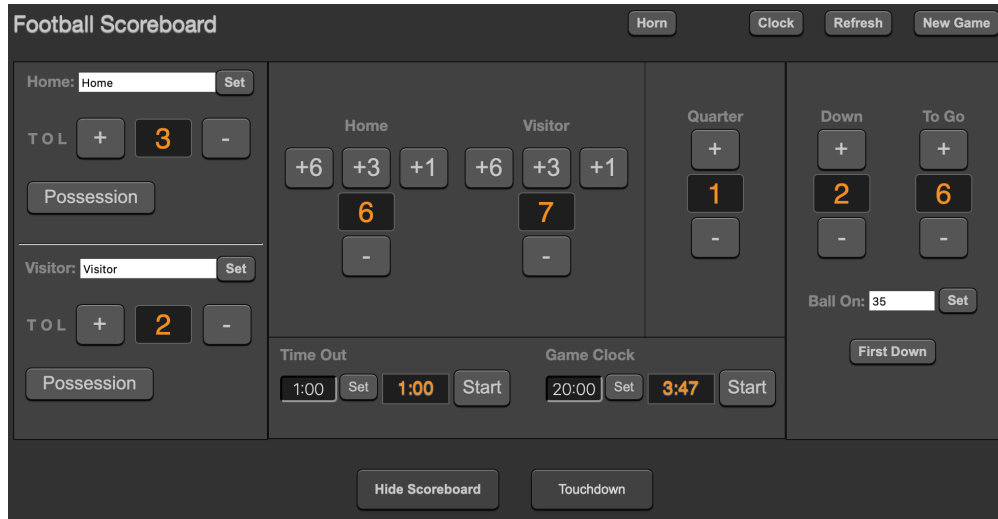 Football Scoreboard
Horn
Clock
Refresh
New Game
Home: Home Set
TOL + 3 -
Possession
Visitor: Visitor Set
TOL + 2 -
Possession
Home
+6 +3 +1
6
-
Visitor
+6 +3 +1
7
-
Quarter
+
1
-
Down
+
2
-
To Go
+
6
-
Ball On: 35 Set
First Down
Time Out
1:00 Set 1:00 Start
Game Clock
20:00 Set 3:47 Start
Hide Scoreboard
Touchdown